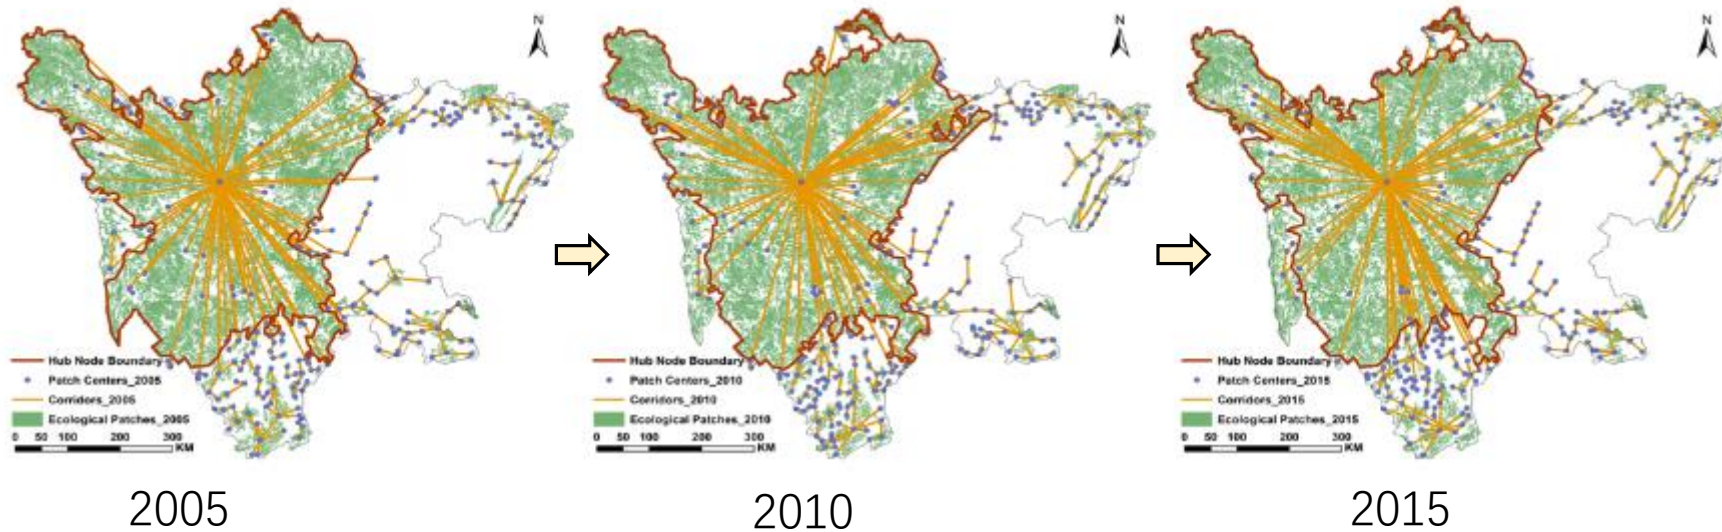 N
Hub Node Boundary
Patch Centers_2005
Corridors_2005
Ecological Patches_2005
0 50 100 200 300
KM
2005
N
Hub Node Boundary
Patch Centers_2010
Corridors_2010
Ecological Patches_2010
0 50 100 200 300
KM
2010
N
Hub Node Boundary
Patch Centers_2015
Corridors_2015
Ecological Patches_2015
0 50 100 200 300
KM
2015